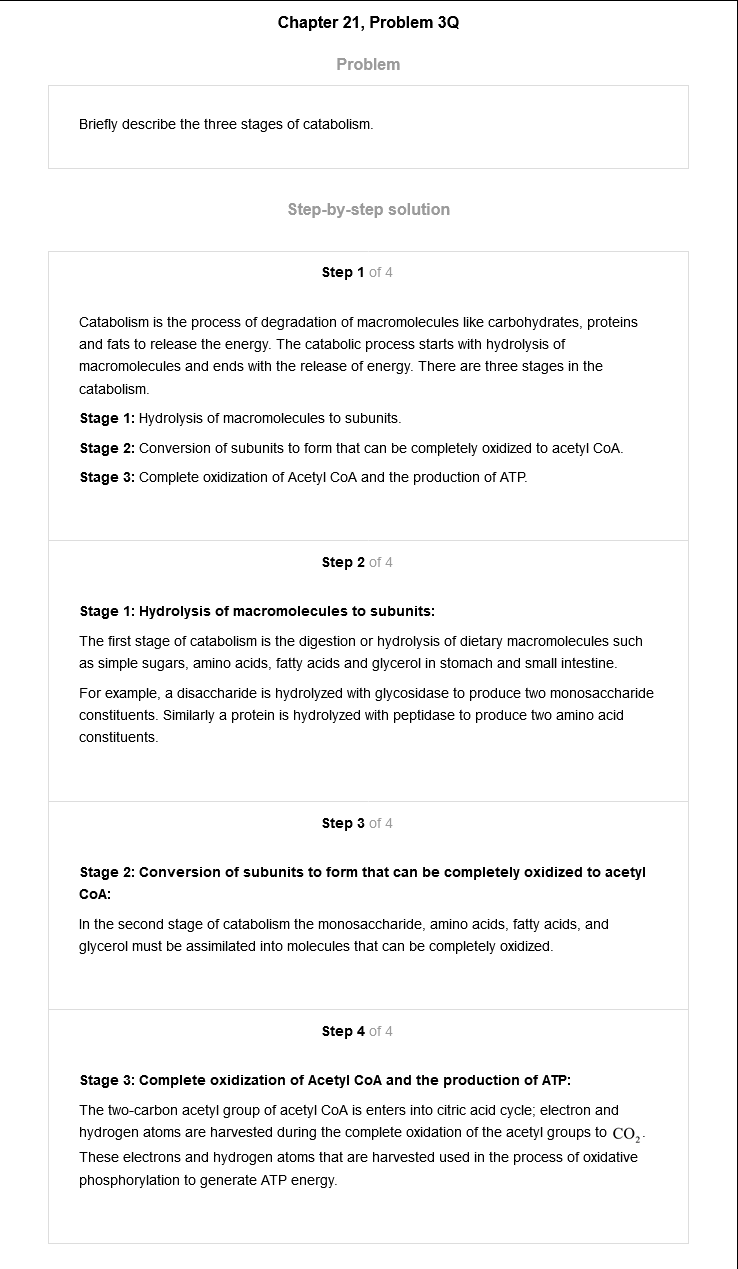 Chapter 21, Problem 3Q
Problem
Briefly describe the three stages of catabolism.
Step-by-step solution
Step 1 of 4
Catabolism is the process of degradation of macromolecules like carbohydrates, proteins
and fats to release the energy. The catabolic process starts with hydrolysis of
macromolecules and ends with the release of energy. There are three stages in the
catabolism.
Stage 1: Hydrolysis of macromolecules to subunits.
Stage 2: Conversion of subunits to form that can be completely oxidized to acetyl CoA.
Stage 3: Complete oxidization of Acetyl CoA and the production of ATP.
Step 2 of 4
Stage 1: Hydrolysis of macromolecules to subunits:
The first stage of catabolism is the digestion or hydrolysis of dietary macromolecules such
as simple sugars, amino acids, fatty acids and glycerol in stomach and small intestine.
For example, a disaccharide is hydrolyzed with glycosidase to produce two monosaccharide
constituents. Similarly a protein is hydrolyzed with peptidase to produce two amino acid
constituents.
Step 3 of 4
Stage 2: Conversion of subunits to form that can be completely oxidized to acetyl
CoA:
In the second stage of catabolism the monosaccharide, amino acids, fatty acids, and
glycerol must be assimilated into molecules that can be completely oxidized.
Step 4 of 4
Stage 3: Complete oxidization of Acetyl CoA and the production of ATP:
The two-carbon acetyl group of acetyl CoA is enters into citric acid cycle; electron and
hydrogen atoms are harvested during the complete oxidation of the acetyl groups to CO₂.
These electrons and hydrogen atoms that are harvested used in the process of oxidative
phosphorylation to generate ATP energy.